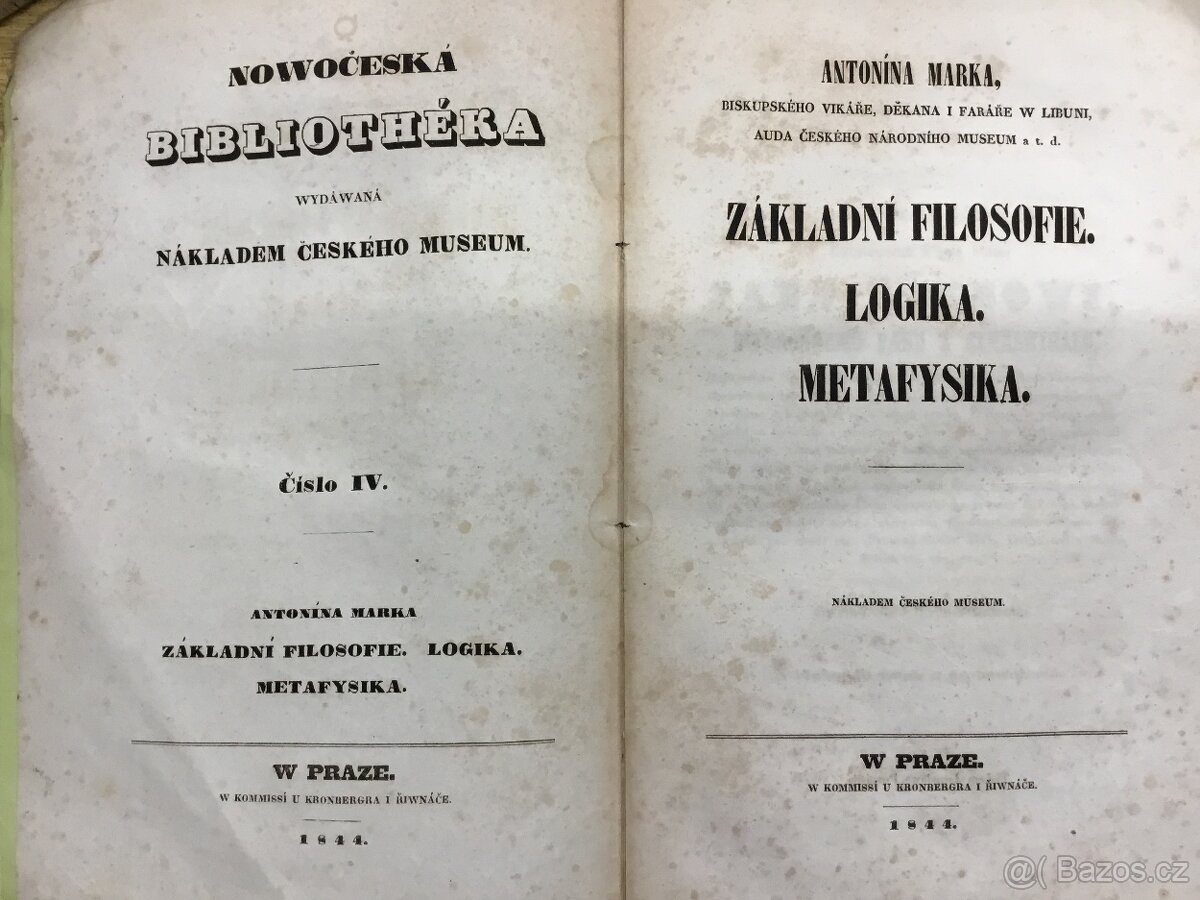 NOWOČESKÁ
BIBLIOTHÉKA
WYDÁWANÁ
NÁKLADEM ČESKÉHO MUSEUM.
Číslo IV.
ANTONÍNA MARKA
ZÁKLADNÍ FILOSOFIE. LOGIKA.
METAFYSIKA.
W PRAZE.
W KOMMISSÍ U KRONBERGRA I ŘIWNÁČE.
1844.
ANTONÍNA MARKA,
BISKUPSKÉHO VIKÁŘE, DĚKANA I FARÁŘE W LIBUNI,
AUDA ČESKÉHO NÁRODNÍHO MUSEUM a t. d.
ZÁKLADNÍ FILOSOFIE.
LOGIKA.
METAFYSIKA.
NÁKLADEM ČESKÉHO MUSEUM.
W PRAZE.
W KOMMISSÍ U KRONBERGRA I ŘIWNÁČE.
1844.
@( Bazos.cz